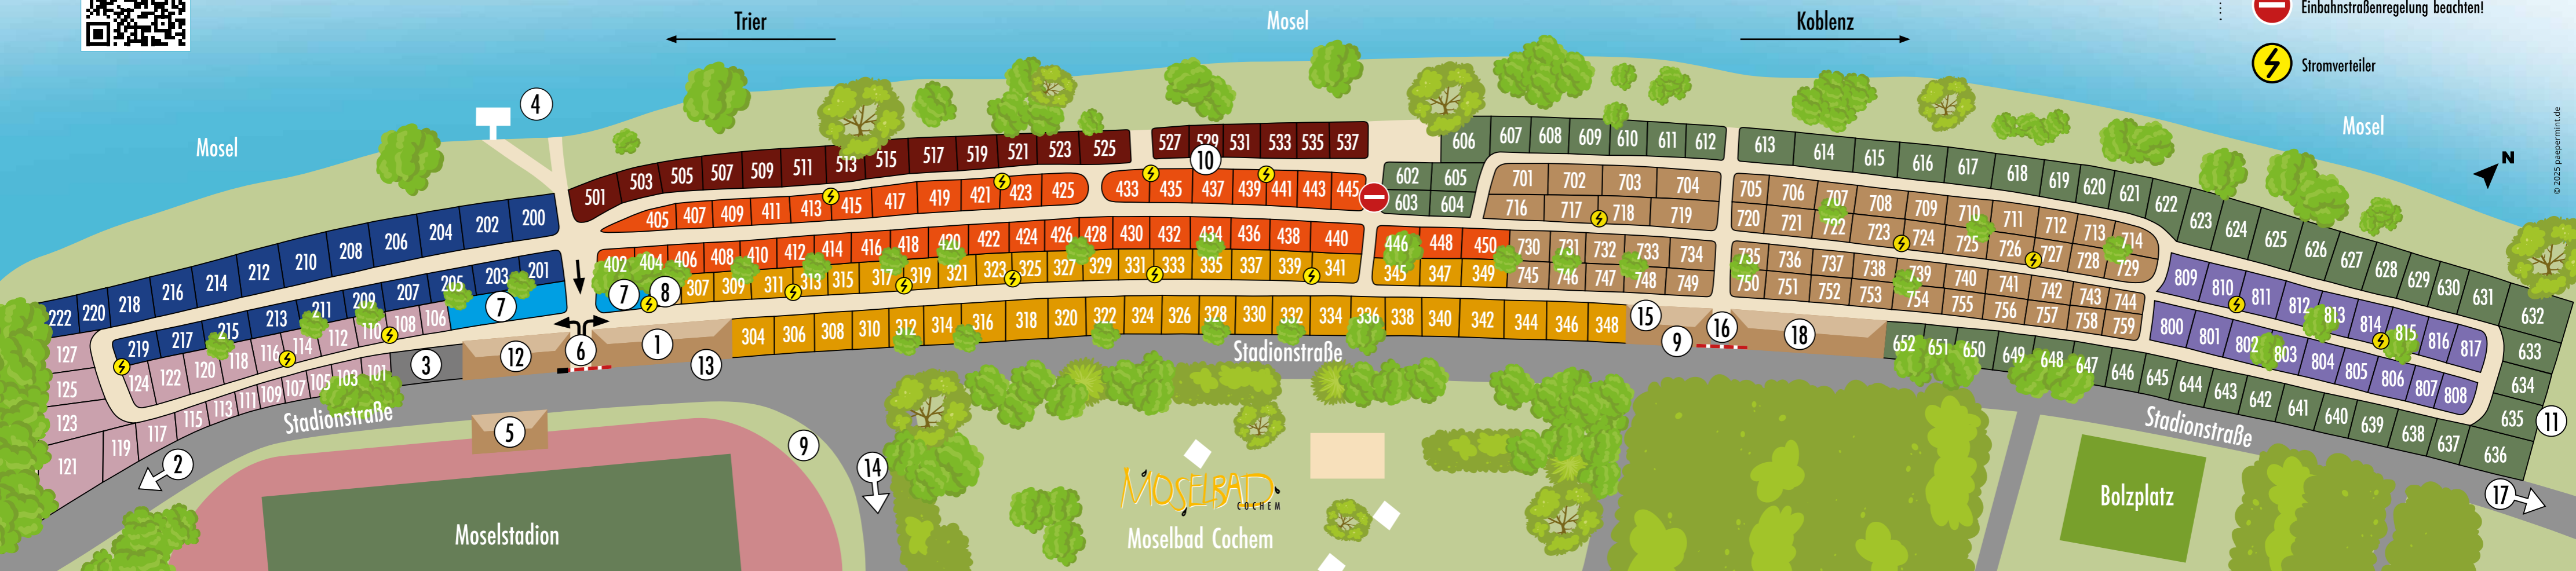 Einbahnstraßenregelung beachten!
Trier
Mosel
Koblenz
Stromverteiler
4
Mosel
Mosel
N
© 2025 paepermint.de
606 607 608 609 610 611 612
613 614 615 616 617 618 619 620 621 622 623 624 625 626 627 628 629 630 631 632 633 634 635 636
501 503 505 507 509 511 513 515 517 519 521 523 525
527 529 531 533 535 537
10
602 605
603 604
701 702 703 704
716 717 718 719
705 706 707 708 709 710 711 712 713 714
720 721 722 723 724 725 726 727 728 729
405 407 409 411 413 415 417 419 421 423 425
433 435 437 439 441 443 445
222 220 218 216 214 212 210 208 206 204 202 200
402 404 406 408 410 412 414 416 418 420 422 424 426 428 430 432 434 436 438 440
446 448 450 730 731 732 733 734
345 347 349 745 746 747 748 749
735 736 737 738 739 740 741 742 743 744
750 751 752 753 754 755 756 757 758 759
809 810 811 812 813 814 815 816 817
800 801 802 803 804 805 806 807 808
219 217 215 213 211 209 207 205 203 201
7
7 8 307 309 311 313 315 317 319 321 323 325 327 329 331 333 335 337 339 341
124 122 120 118 116 114 112 110 108 106
127
125
123
121
119 117 115 113 111 109 107 105 103 101
3
12
6
1
13
304 306 308 310 312 314 316 318 320 322 324 326 328 330 332 334 336 338 340 342 344 346 348
15
9
16
18
652 651 650 649 648 647 646 645 644 643 642 641 640 639 638 637
11
Stadionstraße
Stadionstraße
Stadionstraße
2
5
9
14
17
Moselstadion
MOSELBAD
COCHEM
Moselbad Cochem
Bolzplatz